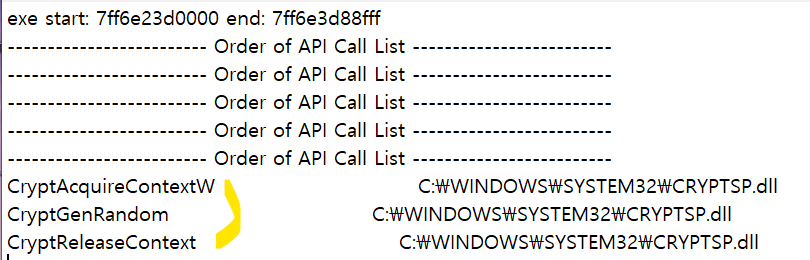 exe start: 7ff6e23d0000 end: 7ff6e3d88fff
------------------------- Order of API Call List -------------------------
------------------------- Order of API Call List -------------------------
------------------------- Order of API Call List -------------------------
------------------------- Order of API Call List -------------------------
------------------------- Order of API Call List -------------------------
CryptAcquireContextW C:₩WINDOWS₩SYSTEM32₩CRYPTSP.dll
CryptGenRandom C:₩WINDOWS₩SYSTEM32₩CRYPTSP.dll
CryptReleaseContext C:₩WINDOWS₩SYSTEM32₩CRYPTSP.dll